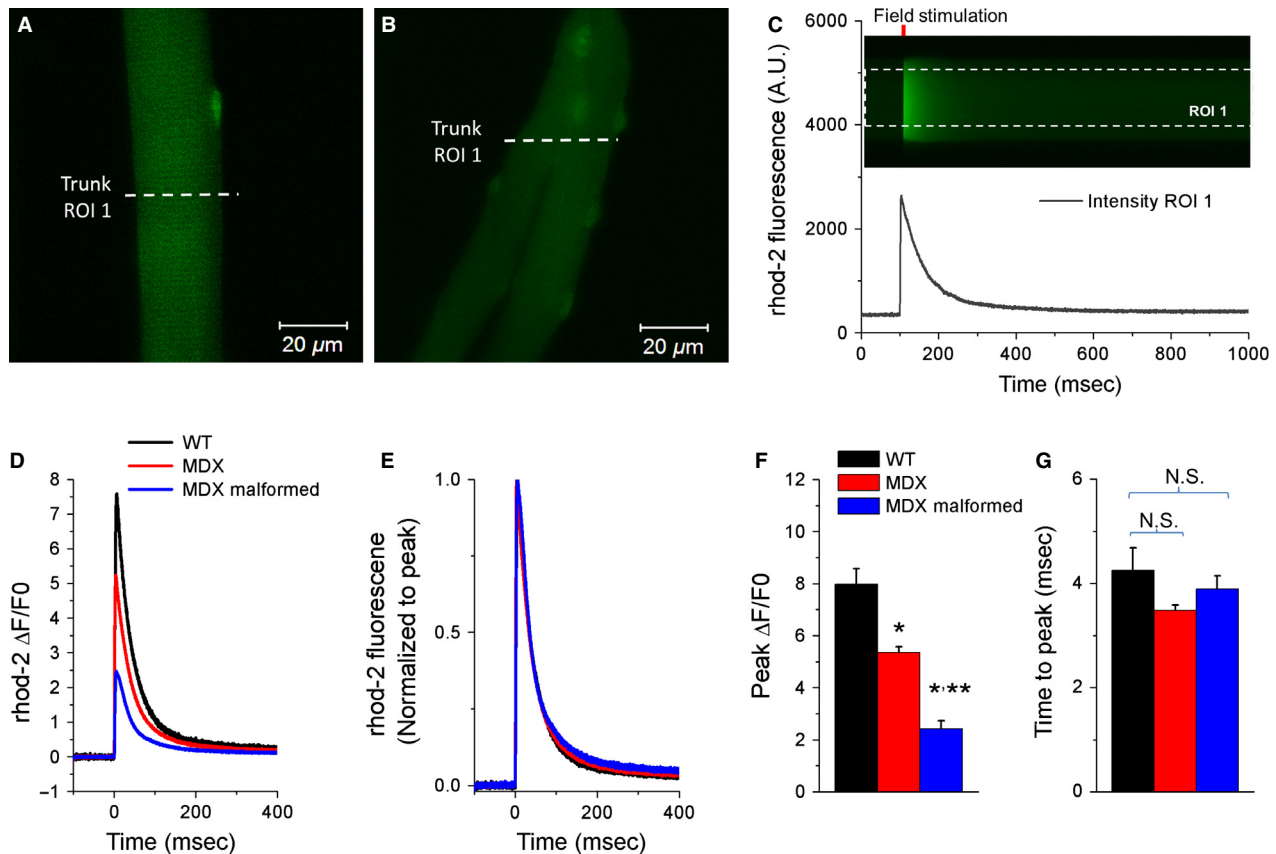 A
Trunk
ROI 1
20 µm
B
Trunk
ROI 1
20 µm
C
Field stimulation
rhod-2 fluorescence (A.U.)
6000
4000
2000
0
ROI 1
Intensity ROI 1
0 200 400 600 800 1000
Time (msec)
D
WT
MDX
MDX malformed
rhod-2 ΔF/F0
8
7
6
5
4
3
2
1
0
−1
0 200 400
Time (msec)
E
rhod-2 fluorescene
(Normalized to peak)
1.0
0.5
0.0
0 200 400
Time (msec)
F
WT
MDX
MDX malformed
Peak ΔF/F0
12
10
8
6
4
2
0
*
*,**
G
Time to peak (msec)
6
4
2
0
N.S.
N.S.